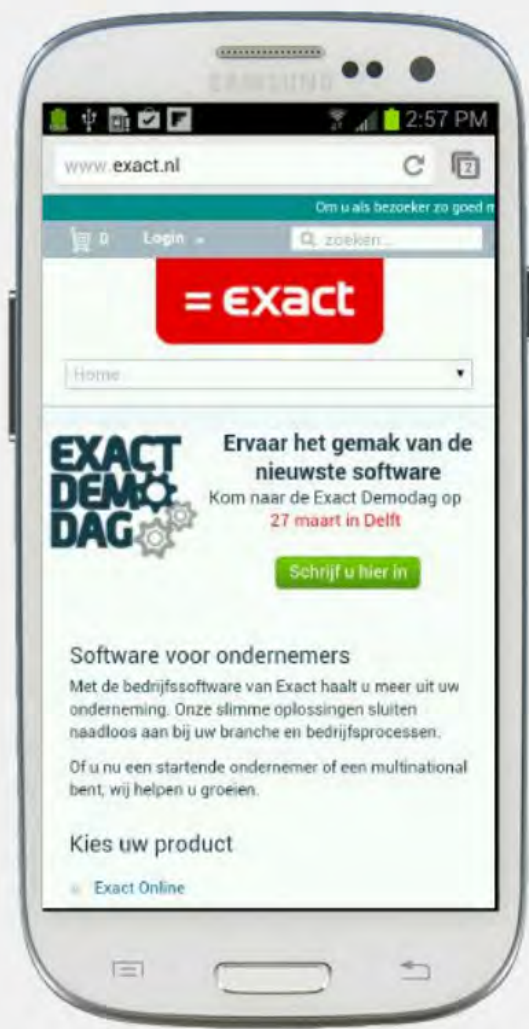 SAMSUNG
2:57 PM
www.exact.nl
2
Om u als bezoeker zo goed m
0 Login
zoeken...
= exact
Home
EXACT
DEMO
DAG
Ervaar het gemak van de
nieuwste software
Kom naar de Exact Demodag op
27 maart in Delft
Schrijf u hier in
Software voor ondernemers
Met de bedrijfssoftware van Exact haalt u meer uit uw
onderneming. Onze slimme oplossingen sluiten
naadloos aan bij uw branche en bedrijfsprocessen.
Of u nu een startende ondernemer of een multinational
bent, wij helpen u groeien.
Kies uw product
Exact Online